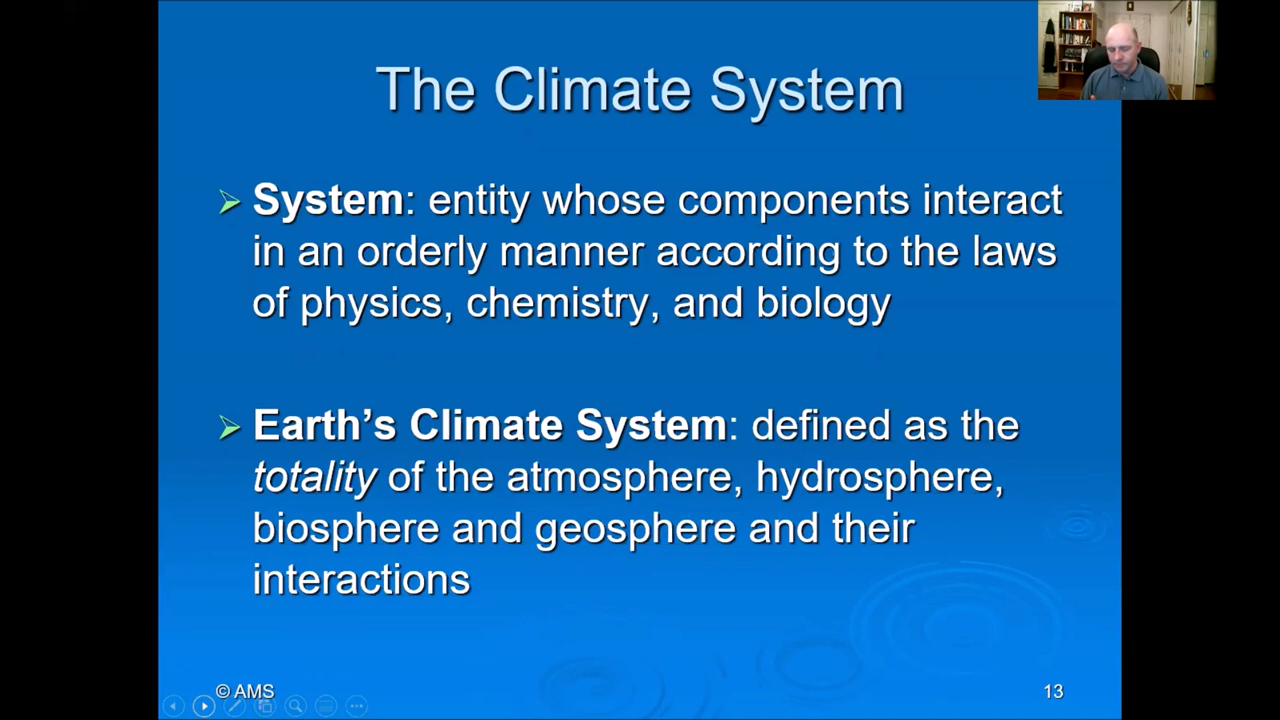 The Climate System
System: entity whose components interact
in an orderly manner according to the laws
of physics, chemistry, and biology
Earth’s Climate System: defined as the
totality of the atmosphere, hydrosphere,
biosphere and geosphere and their
interactions
© AMS
13